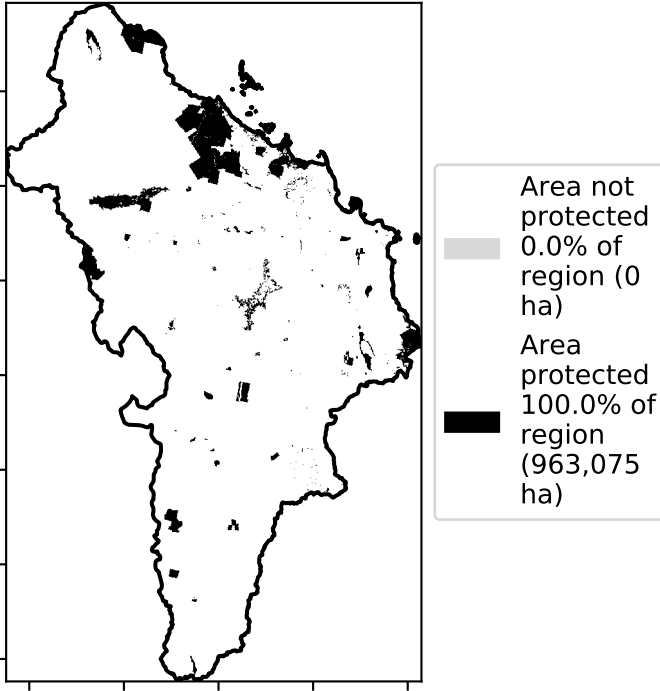 Area not
protected
0.0% of
region (0
ha)
Area
protected
100.0% of
region
(963,075
ha)